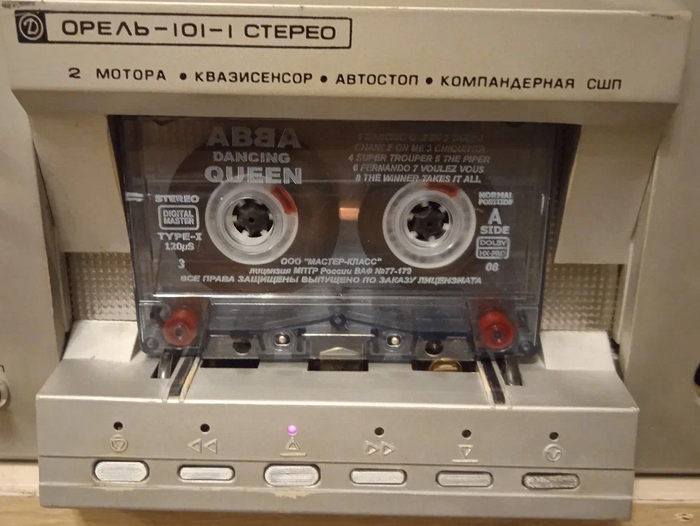 ОРЕЛЬ-101-1 СТЕРЕО
2 МОТОРА • КВАЗИСЕНСОР • АВТОСТОП • КОМПАНДЕРНАЯ СШП
ABBA
DANCING
QUEEN
CHANCE ON ME 3 CHIQUITITA
4 SUPER TROUPER 5 THE PIPER
6 FERNANDO 7 VOULEZ VOUS
8 THE WINNER TAKES IT ALL
STEREO
DIGITAL
MASTER
TYPE-I
120µS
3
NORMAL
POSITION
A
SIDE
DOLBY
HX-PRO
ООО "МАСТЕР-КЛАСС"
лицензия МПТР России ВАФ №77-179
ВСЕ ПРАВА ЗАЩИЩЕНЫ ВЫПУЩЕНО ПО ЗАКАЗУ ЛИЦЕНЗИАТА